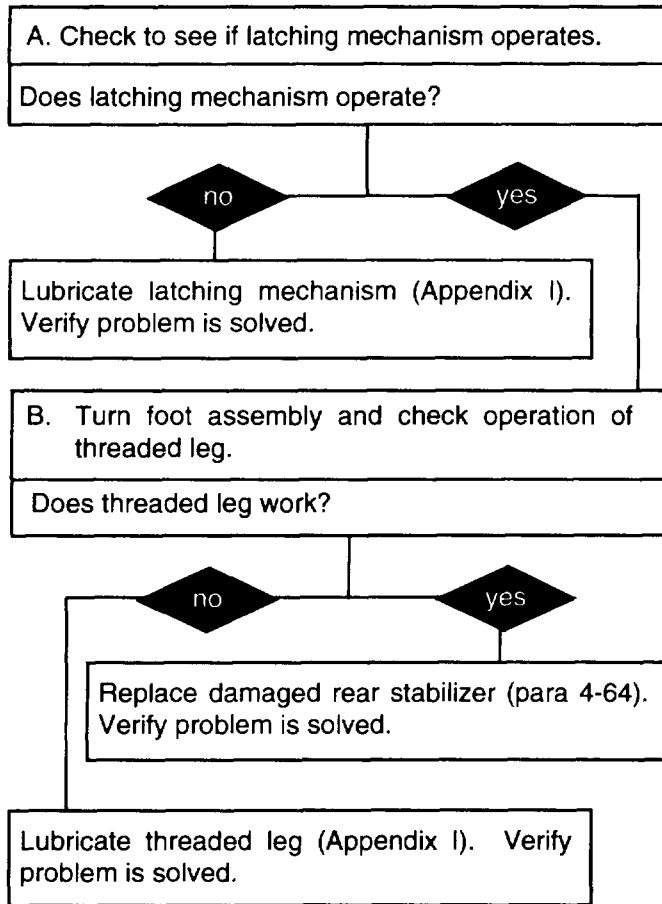 A. Check to see if latching mechanism operates.
Does latching mechanism operate?
no
yes
Lubricate latching mechanism (Appendix I).
Verify problem is solved.
B. Turn foot assembly and check operation of
threaded leg.
Does threaded leg work?
no
yes
Replace damaged rear stabilizer (para 4-64).
Verify problem is solved.
Lubricate threaded leg (Appendix I). Verify
problem is solved.